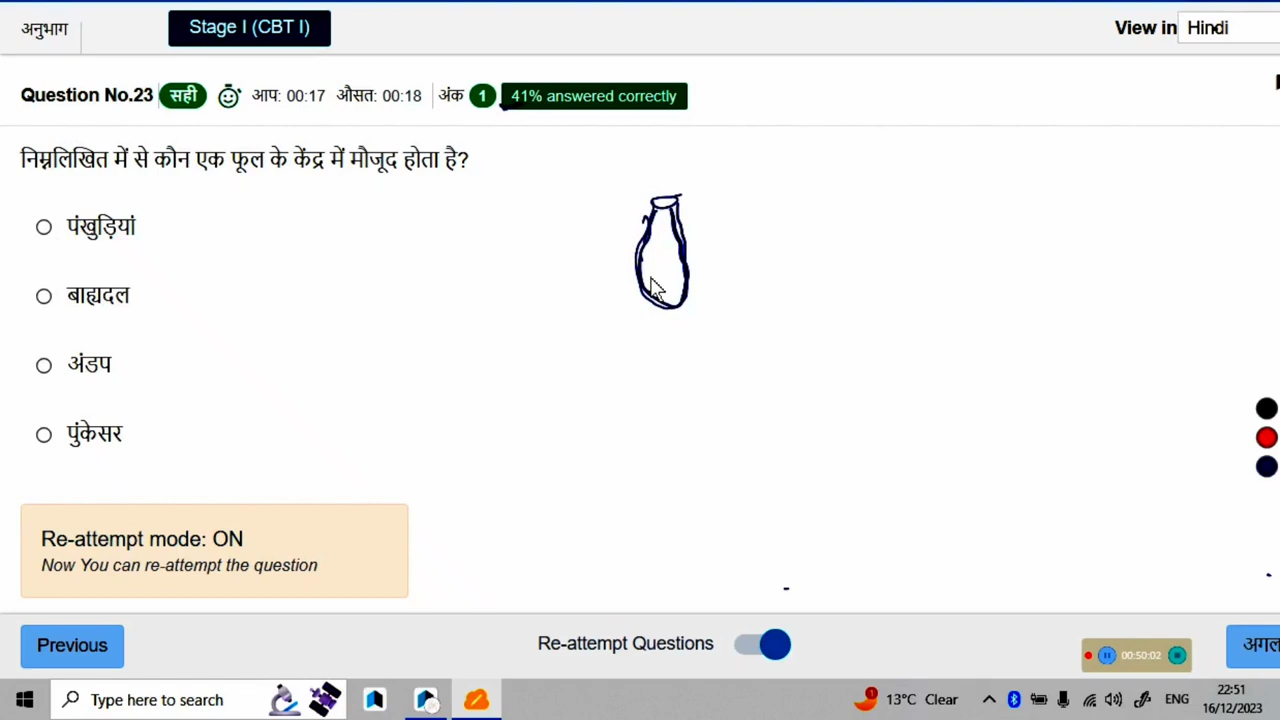 अनुभाग
Stage I (CBT I)
View in
Hindi
Question No.23 सही आप: 00:17 औसत: 00:18 अंक 1 41% answered correctly
निम्नलिखित में से कौन एक फूल के केंद्र में मौजूद होता है?
पंखुड़ियां
बाह्यदल
अंडप
पुंकेसर
Re-attempt mode: ON
Now You can re-attempt the question
Previous
Re-attempt Questions
00:50:02
Type here to search
1
13°C Clear
ENG
22:51
16/12/2023